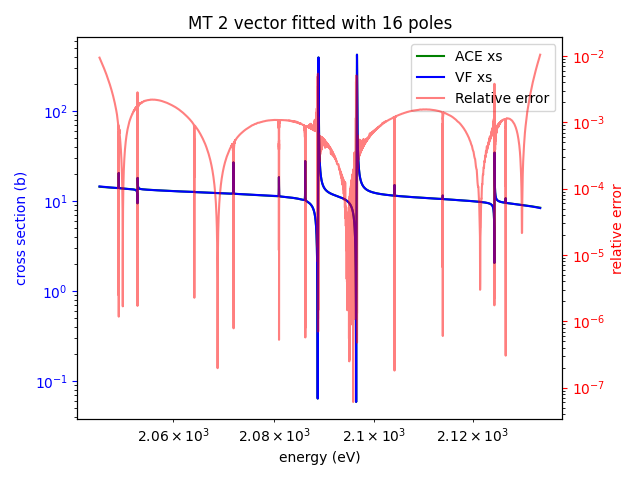 MT 2 vector fitted with 16 poles
ACE xs
VF xs
Relative error
10² 10¹ 10⁰ 10⁻¹
cross section (b)
10⁻² 10⁻³ 10⁻⁴ 10⁻⁵ 10⁻⁶ 10⁻⁷
relative error
2.06 × 10³ 2.08 × 10³ 2.1 × 10³ 2.12 × 10³
energy (eV)